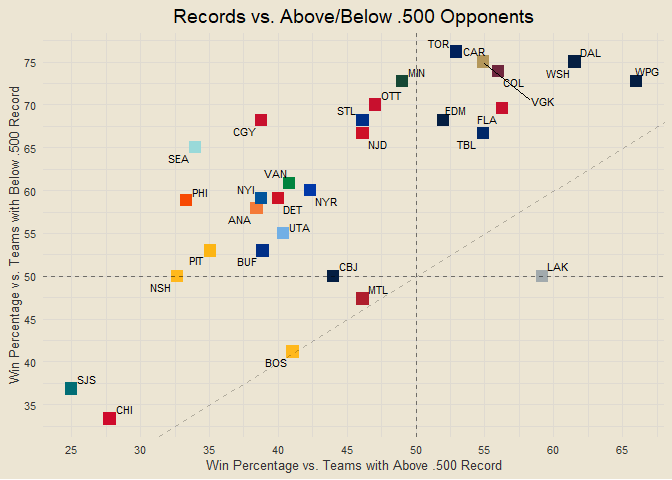 Records vs. Above/Below .500 Opponents
Win Percentage vs. Teams with Below .500 Record
75
70
65
60
55
50
45
40
35
TOR
CAR
DAL
WSH
WPG
MIN
COL
VGK
OTT
STL
EDM
FLA
TBL
CGY
NJD
SEA
VAN
PHI
NYI
NYR
ANA
DET
UTA
PIT
BUF
NSH
CBJ
LAK
MTL
BOS
SJS
CHI
25
30
35
40
45
50
55
60
65
Win Percentage vs. Teams with Above .500 Record